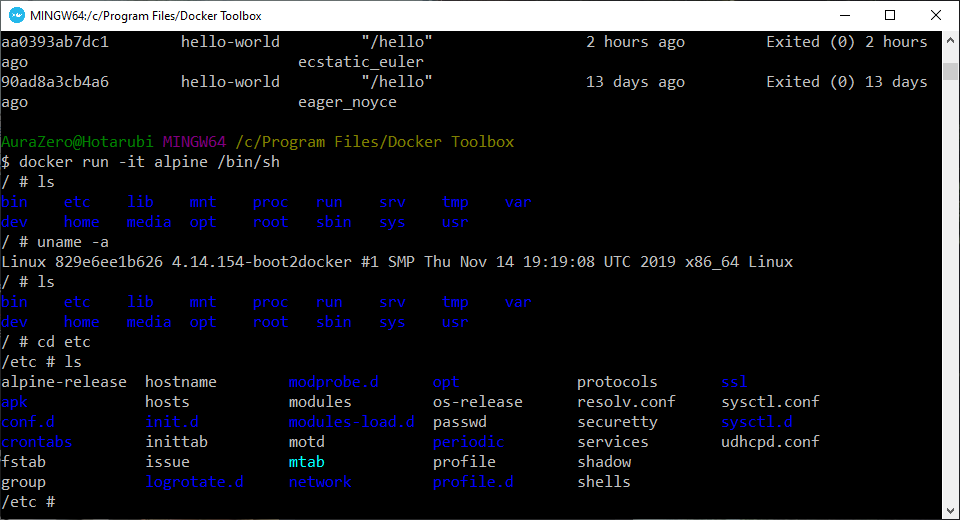 MINGW64:/c/Program Files/Docker Toolbox
aa0393ab7dc1        hello-world         "/hello"                 2 hours ago         Exited (0) 2 hours
ago                              ecstatic_euler
90ad8a3cb4a6        hello-world         "/hello"                 13 days ago         Exited (0) 13 days
ago                              eager_noyce
AuraZero@Hotarubi MINGW64 /c/Program Files/Docker Toolbox
$ docker run -it alpine /bin/sh
/ # ls
bin    etc    lib    mnt    proc   run    srv    tmp    var
dev    home   media  opt    root   sbin   sys    usr
/ # uname -a
Linux 829e6ee1b626 4.14.154-boot2docker #1 SMP Thu Nov 14 19:19:08 UTC 2019 x86_64 Linux
/ # ls
bin    etc    lib    mnt    proc   run    srv    tmp    var
dev    home   media  opt    root   sbin   sys    usr
/ # cd etc
/etc # ls
alpine-release  hostname        modprobe.d      opt             protocols       ssl
apk             hosts           modules         os-release      resolv.conf     sysctl.conf
conf.d          init.d          modules-load.d  passwd          securetty       sysctl.d
crontabs        inittab         motd            periodic        services        udhcpd.conf
fstab           issue           mtab            profile         shadow
group           logrotate.d     network         profile.d       shells
/etc #